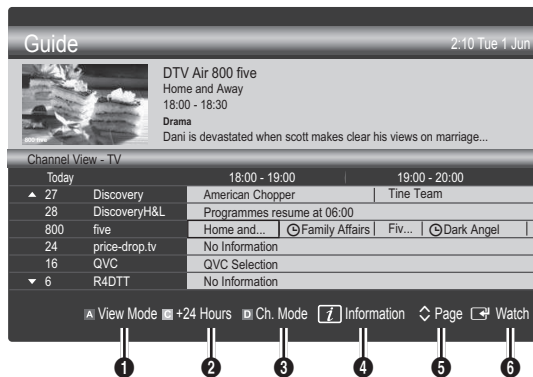 Guide 2:10 Tue 1 Jun
DTV Air 800 five
Home and Away
18:00 - 18:30
Drama
Dani is devastated when scott makes clear his views on marriage...
800 five
Channel View - TV
Today 18:00 - 19:00 19:00 - 20:00
▲ 27 Discovery American Chopper Tine Team
28 DiscoveryH&L Programmes resume at 06:00
800 five Home and... Family Affairs Fiv... Dark Angel
24 price-drop.tv No Information
16 QVC QVC Selection
▼ 6 R4DTT No Information
A View Mode C +24 Hours D Ch. Mode i Information Page Watch
1 2 3 4 5 6